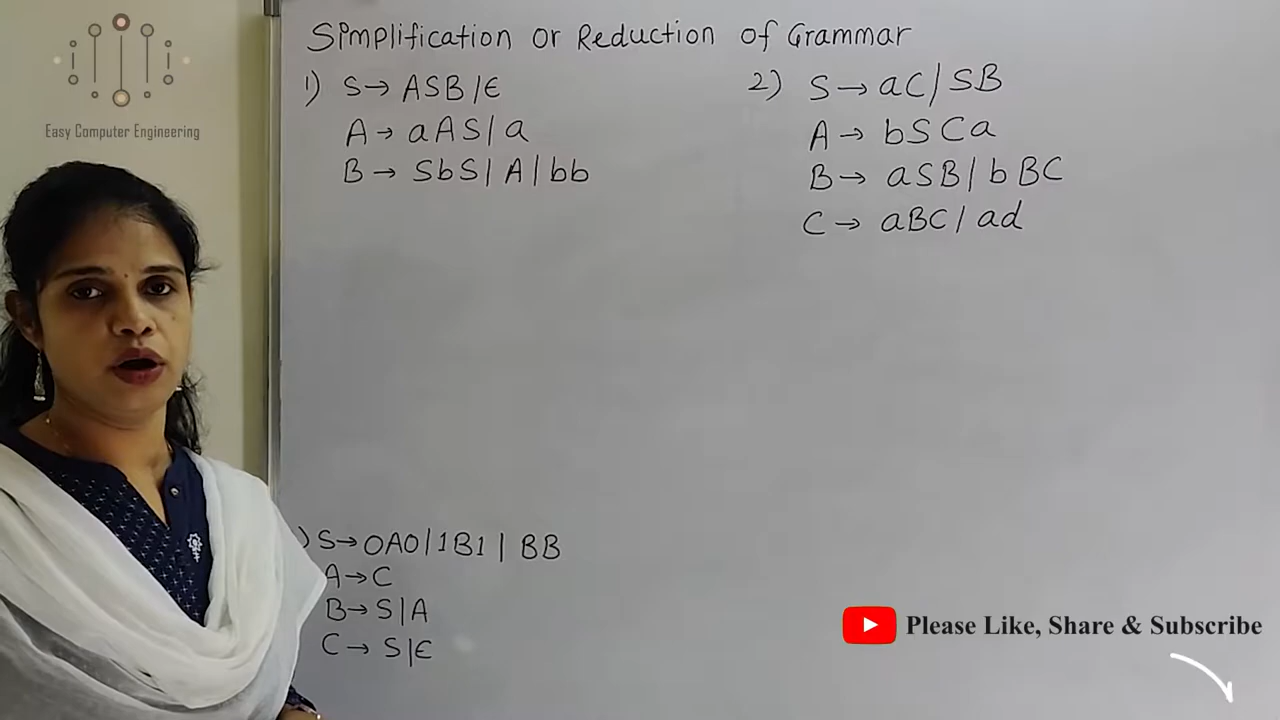 Easy Computer Engineering
Simplification or Reduction of Grammar
1) S→ ASB/ϵ
A→ aAS/a
B→ SbS/A/bb
2) S→aC/SB
A→ bSCa
B→ aSB/bBC
C→ aBC/ad
) S→0A0|1B1|BB
A→C
B→S|A
C→ S|ϵ
Please Like, Share & Subscribe